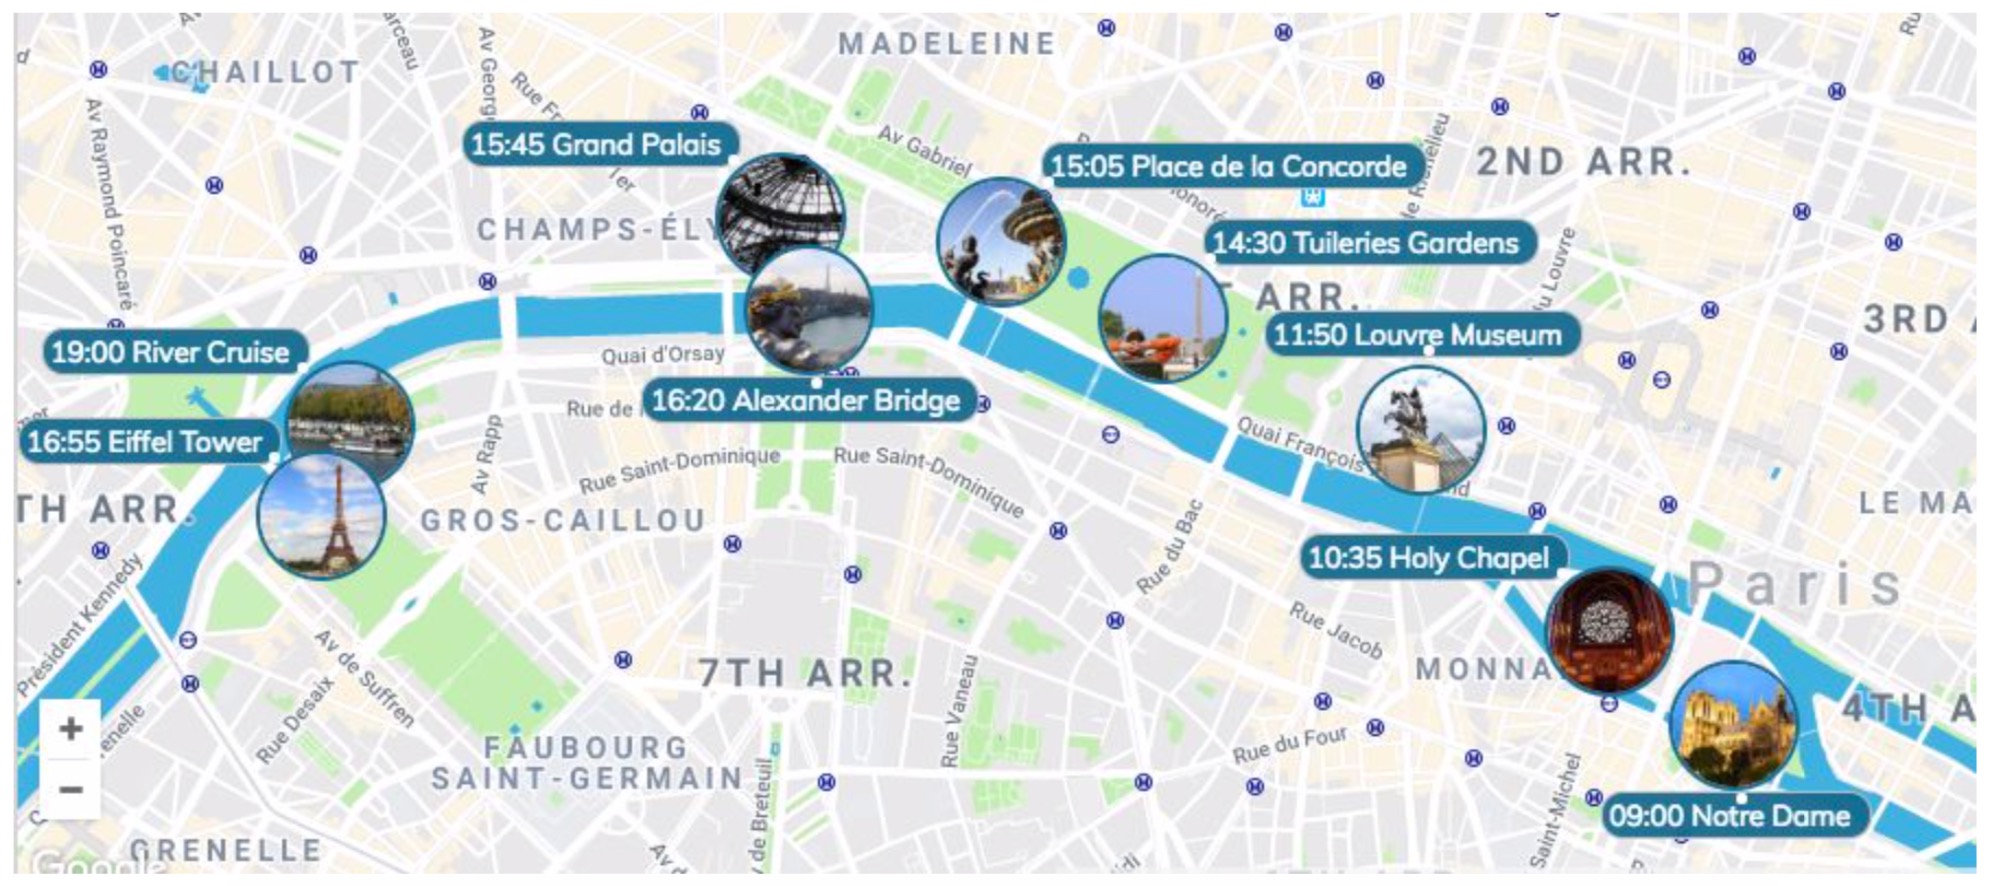 MADELEINE
CHAILLOT
Av Raymond Poincaré
Av Georg
Rue Fr
1er
15:45 Grand Palais
Av Gabriel
15:05 Place de la Concorde
2ND ARR.
CHAMPS-ÉLY
14:30 Tuileries Gardens
ARR.
3RD
19:00 River Cruise
Quai d'Orsay
11:50 Louvre Museum
16:55 Eiffel Tower
Rue de
16:20 Alexander Bridge
Av Rapp
Rue Saint-Dominique
Rue Saint-Dominique
Quai François
TH ARR.
GROS-CAILLOU
LE MA
Rue du Bac
10:35 Holy Chapel
Paris
Président Kennedy
Rue Jacob
Av de Suffren
Rue Desaix
7TH ARR.
Rue Vaneau
MONNA
4TH A
+
−
enelle
FAUBOURG
SAINT-GERMAIN
Rue du Four
de Breteuil
Saint-Michel
09:00 Notre Dame
GRENELLE
Google